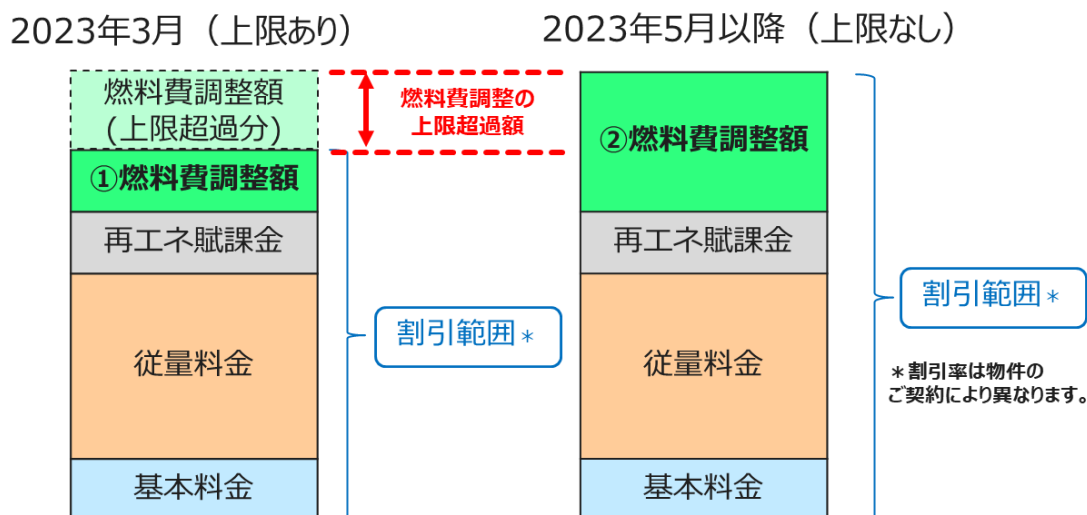 2023年3月（上限あり）
燃料費調整額
(上限超過分)
①燃料費調整額
再エネ賦課金
従量料金
基本料金
燃料費調整の
上限超過額
割引範囲＊
2023年5月以降（上限なし）
②燃料費調整額
再エネ賦課金
従量料金
基本料金
割引範囲＊
＊割引率は物件の
ご契約により異なります。